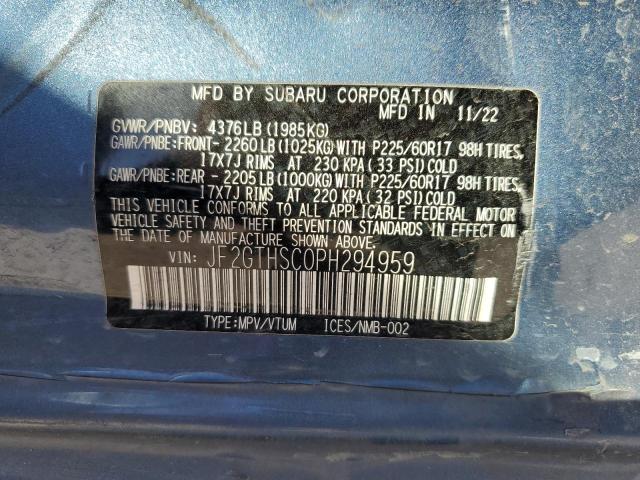 MFD BY SUBARU CORPORATION
MFD IN 11/22
GVWR/PNBV: 4376LB(1985KG)
GAWR/PNBE:FRONT- 2260LB(1025KG)WITH P225/60R17 98H TIRES,
17X7J RIMS AT 230 KPA(33 PSI)COLD
GAWR/PNBE:REAR - 2205LB(1000KG)WITH P225/60R17 98H TIRES,
17X7J RIMS AT 220 KPA(32 PSI)COLD
THIS VEHICLE CONFORMS TO ALL APPLICABLE FEDERAL MOTOR
VEHICLE SAFETY AND THEFT PREVENTION STANDARDS IN EFFECT ON
THE DATE OF MANUFACTURE SHOWN ABOVE.
VIN: JF2GTHSC0PH294959
TYPE:MPV/VTUM ICES/NMB-002